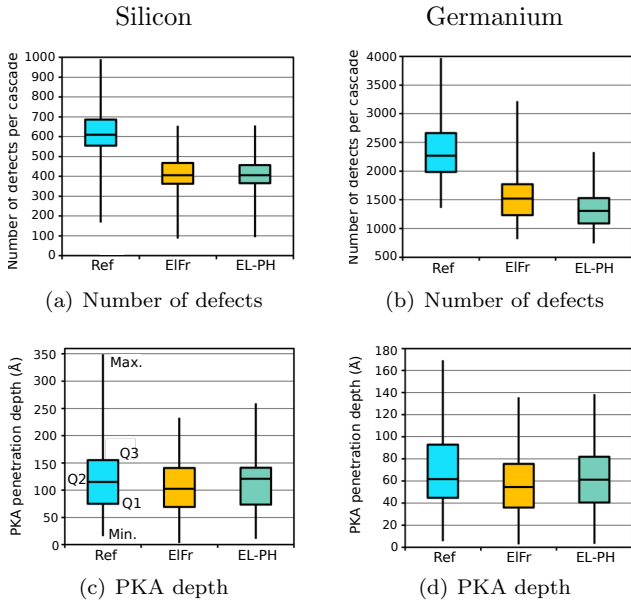 Silicon
Germanium
Number of defects per cascade
1000
900
800
700
600
500
400
300
200
100
0
Ref
ElFr
EL-PH
(a) Number of defects
Number of defects per cascade
4000
3500
3000
2500
2000
1500
1000
500
Ref
ElFr
EL-PH
(b) Number of defects
PKA penetration depth (Å)
350
300
250
200
150
100
50
0
Max.
Q3
Q2
Q1
Min.
Ref
ElFr
EL-PH
(c) PKA depth
PKA penetration depth (Å)
180
160
140
120
100
80
60
40
20
0
Ref
ElFr
EL-PH
(d) PKA depth